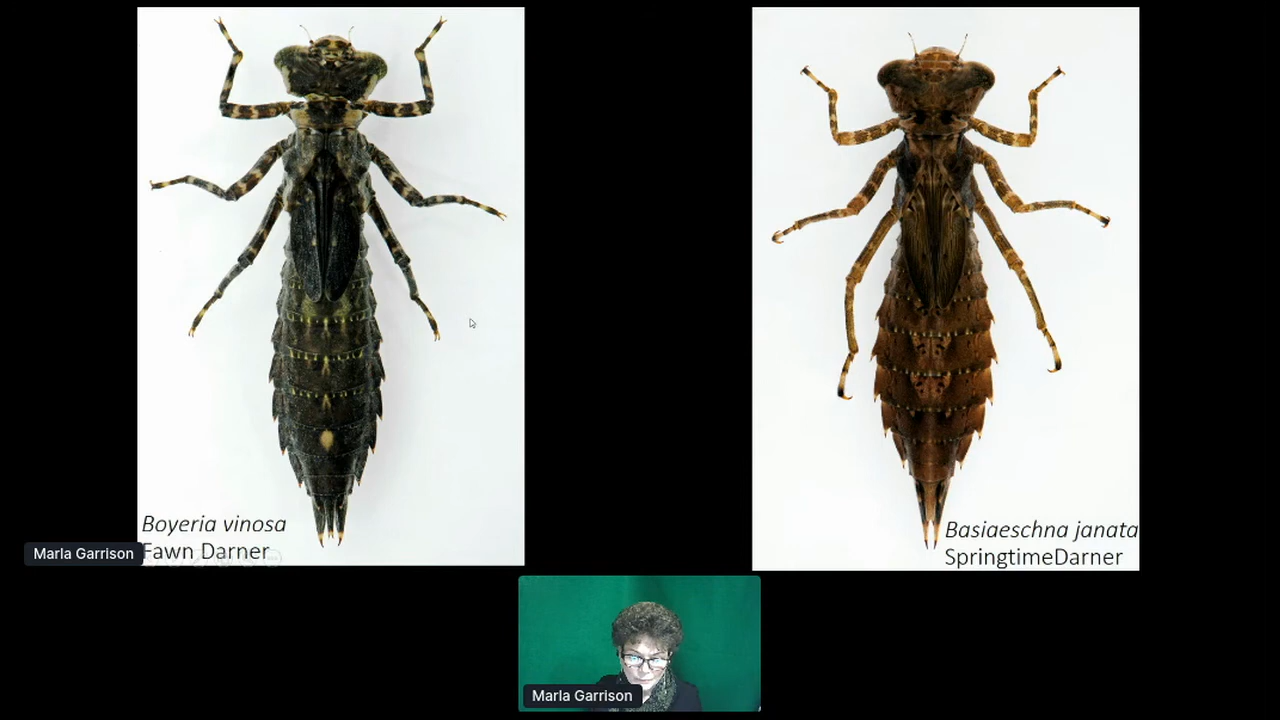 Boyeria vinosa
Fawn Darner
Marla Garrison
Basiaeschna janata
SpringtimeDarner
Marla Garrison